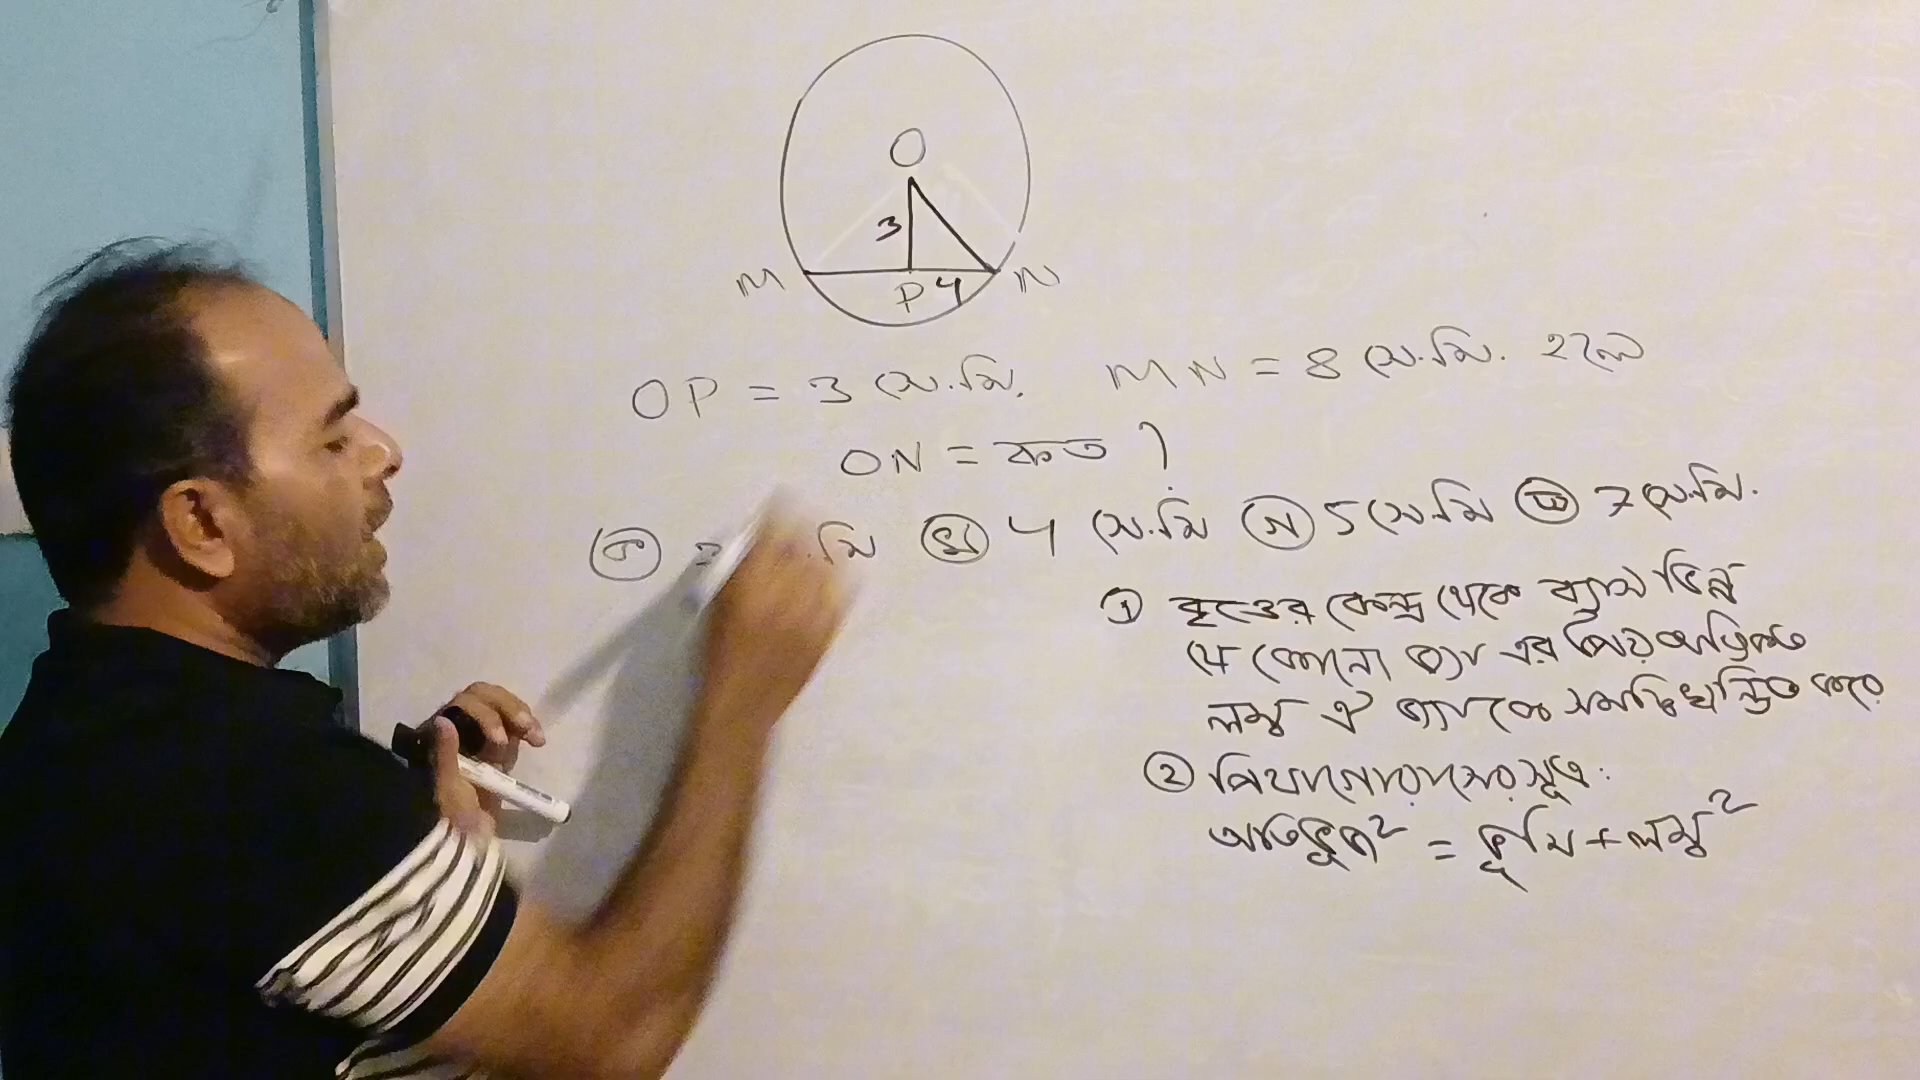 O
3
M
P 4
N
OP = 3 সে.মি. MN = 8 সে.মি. হলে
ON = কত ?
ক মি খ 4 সে.মি গ 5 সে.মি ঘ 7 সে.মি.
1 বৃত্তের কেন্দ্র থেকে ব্যাস ভিন্ন
যে কোনো জ্যা এর উপর অঙ্কিত
লম্ব ঐ জ্যাকে সমদ্বিখন্ডিত করে
2 পিথাগোরাসের সূত্র:
অতিভুজ² = ভূমি + লম্ব²